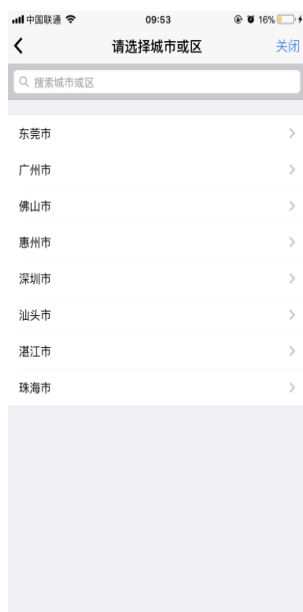 中国联通 09:53 16%
请选择城市或区 关闭
搜索城市或区
东莞市
广州市
佛山市
惠州市
深圳市
汕头市
湛江市
珠海市